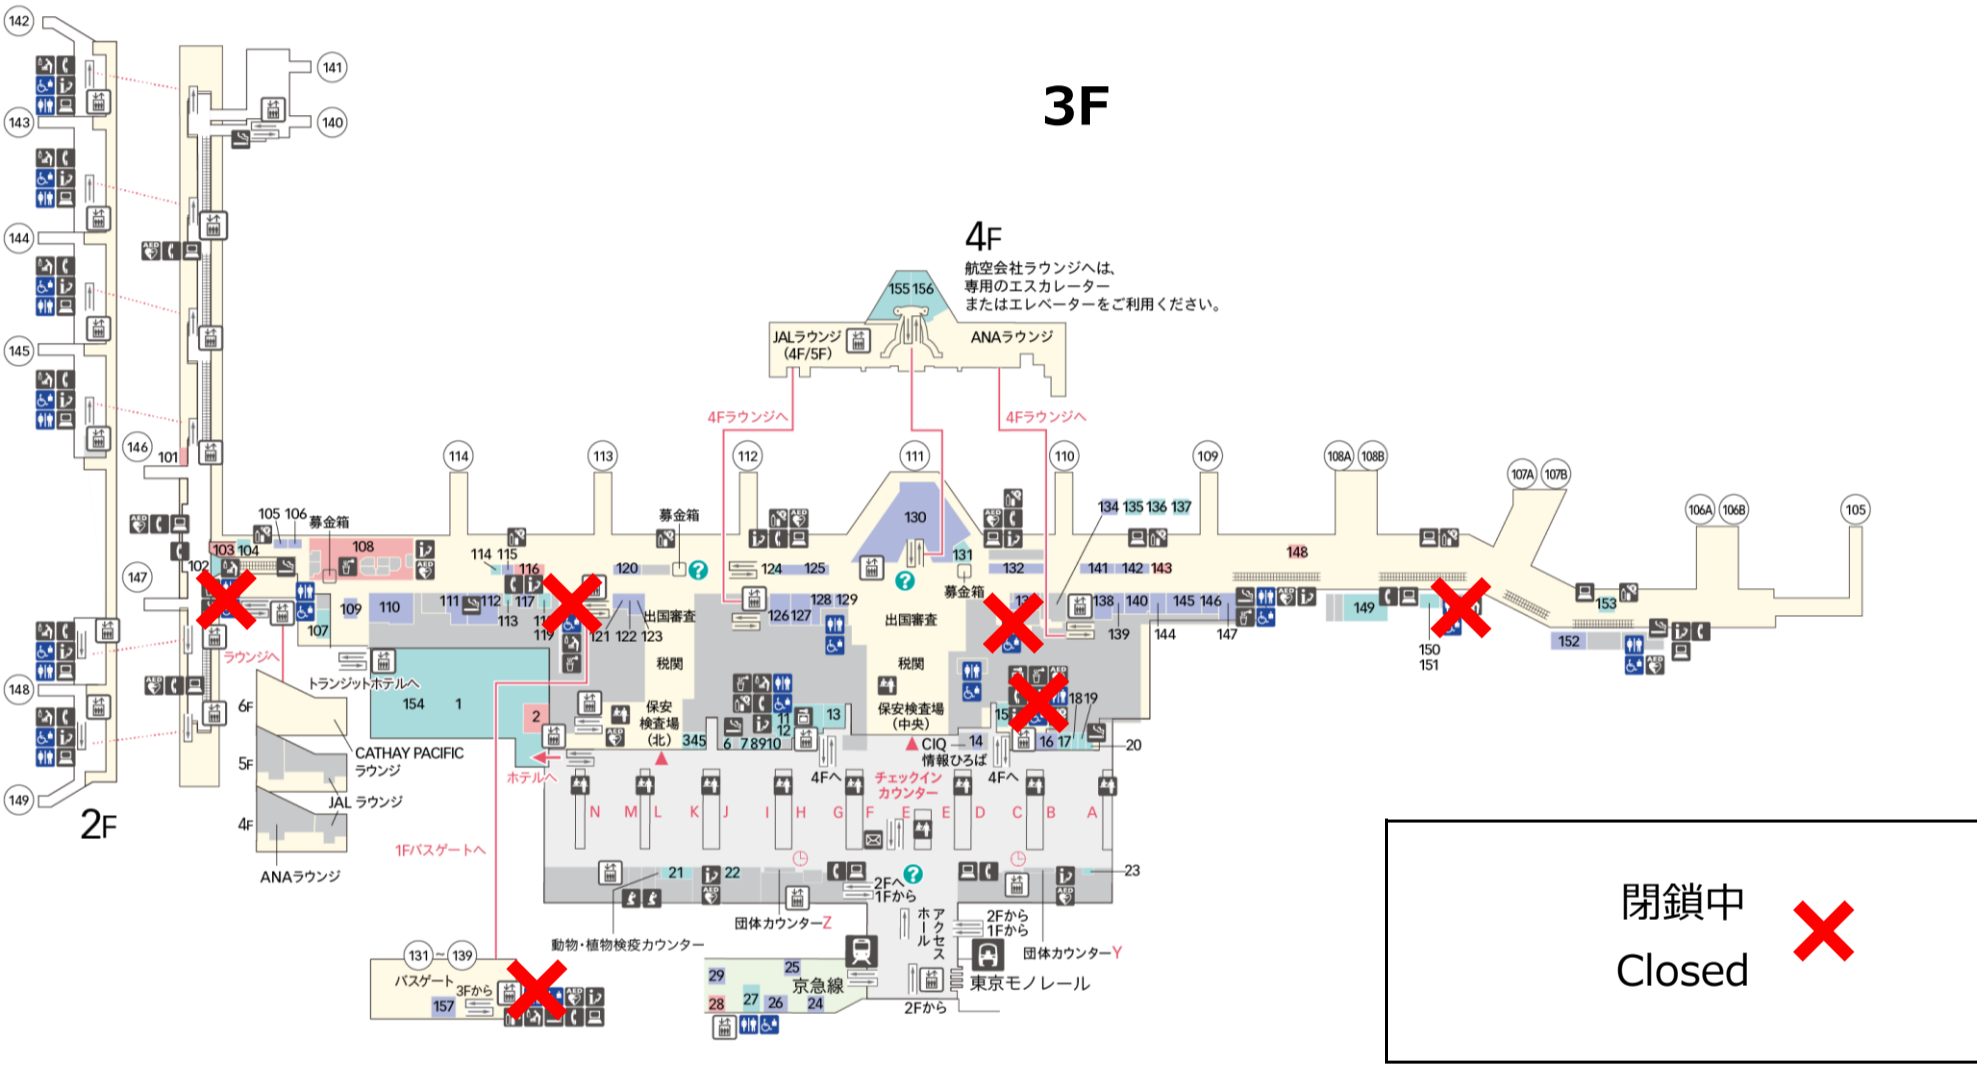 3F
142
143
144
145
146
147
148
149
2F
141
140
4F
航空会社ラウンジへは、
専用のエスカレーター
またはエレベーターをご利用ください。
155 156
JALラウンジ
(4F/5F)
ANAラウンジ
4Fラウンジへ
4Fラウンジへ
114
113
112
111
110
109
108A 108B
107A 107B
106A 106B
105
101
102
103 104
105 106
募金箱
108
107
109
110
111
112
113
114 115
116
117
119
120
募金箱
121 122 123
出国審査
税関
保安
検査場
(北)
124 125
126 127
128 129
130
131
募金箱
132
134 135 136 137
138
139
140
141 142 143
144
145 146
147
148
149
150
151
152
153
出国審査
税関
保安検査場
(中央)
ラウンジへ
トランジットホテルへ
154
1
2
ホテルへ
6F
5F
4F
CATHAY PACIFIC
ラウンジ
JAL ラウンジ
ANAラウンジ
345
6 7 8 9 10
11
12
13
4Fへ
CIQ
情報ひろば
14
15
16 17
18 19
20
4Fへ
チェックイン
カウンター
N M L K J I H G F E E D C B A
21
22
23
2Fへ
1Fから
アクセス
ホール
2Fから
1Fから
団体カウンターZ
団体カウンターY
動物・植物検疫カウンター
1Fバスゲートへ
131 ~ 139
バスゲート
3Fから
157
29
25
京急線
28
27
26
24
東京モノレール
2Fから
AED
閉鎖中
Closed